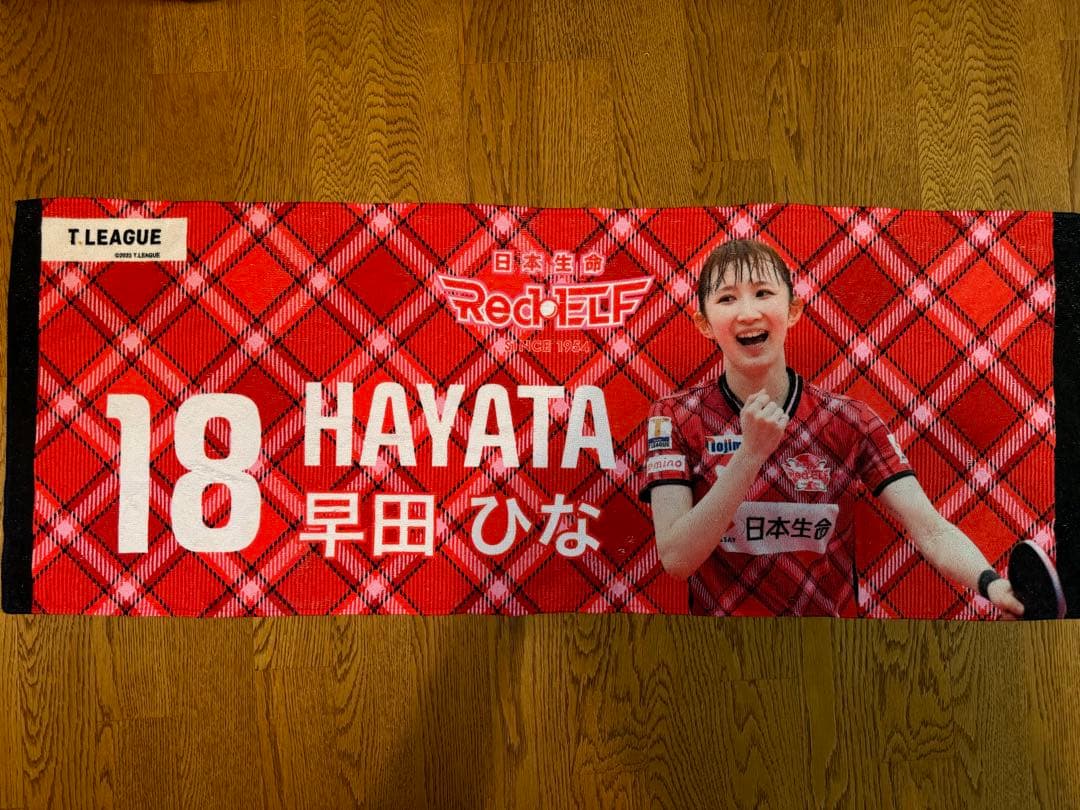 T.LEAGUE
©2023 T.LEAGUE
日本生命
Red ELF
SINCE 1954
18
HAYATA
早田 ひな
日本生命